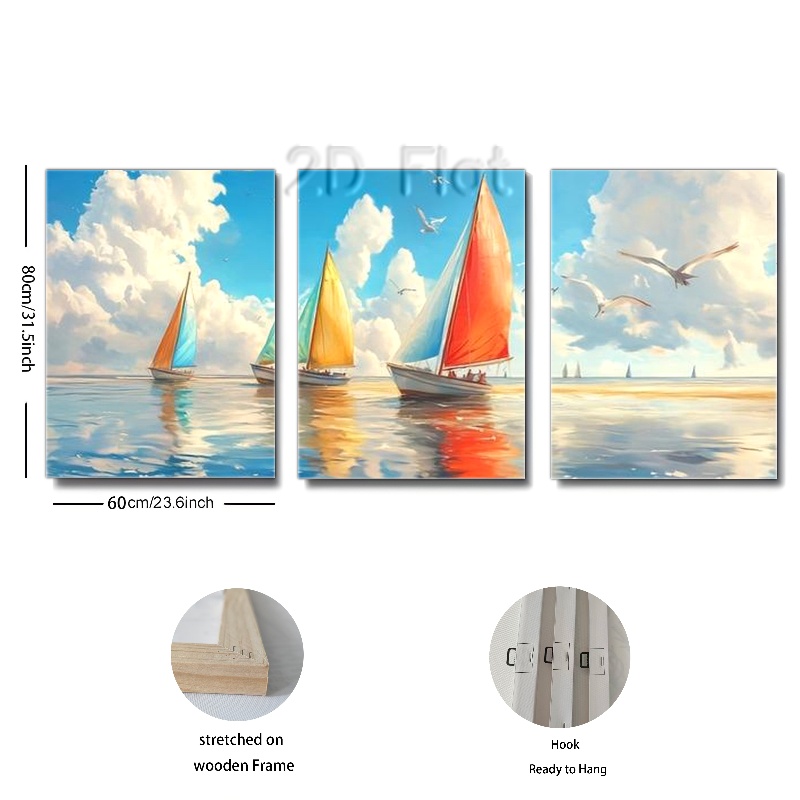 2D Flat
80cm/31.5inch
60cm/23.6inch
stretched on
wooden Frame
Hook
Ready to Hang